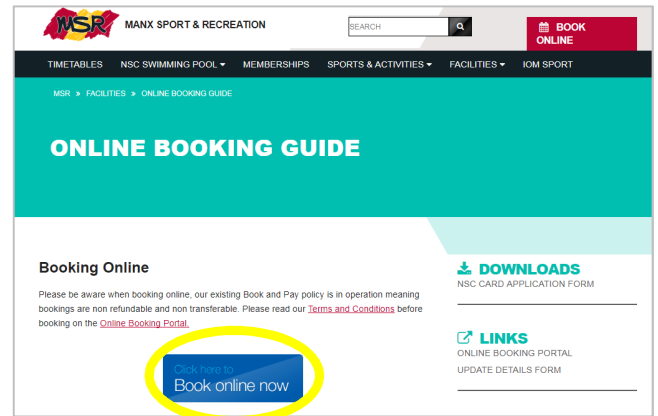 MSR MANX SPORT & RECREATION
SEARCH
BOOK
ONLINE
TIMETABLES NSC SWIMMING POOL MEMBERSHIPS SPORTS & ACTIVITIES FACILITIES IOM SPORT
MSR » FACILITIES » ONLINE BOOKING GUIDE
ONLINE BOOKING GUIDE
Booking Online
Please be aware when booking online, our existing Book and Pay policy is in operation meaning
bookings are non refundable and non transferable. Please read our Terms and Conditions before
booking on the Online Booking Portal.
Click here to
Book online now
DOWNLOADS
NSC CARD APPLICATION FORM
LINKS
ONLINE BOOKING PORTAL
UPDATE DETAILS FORM